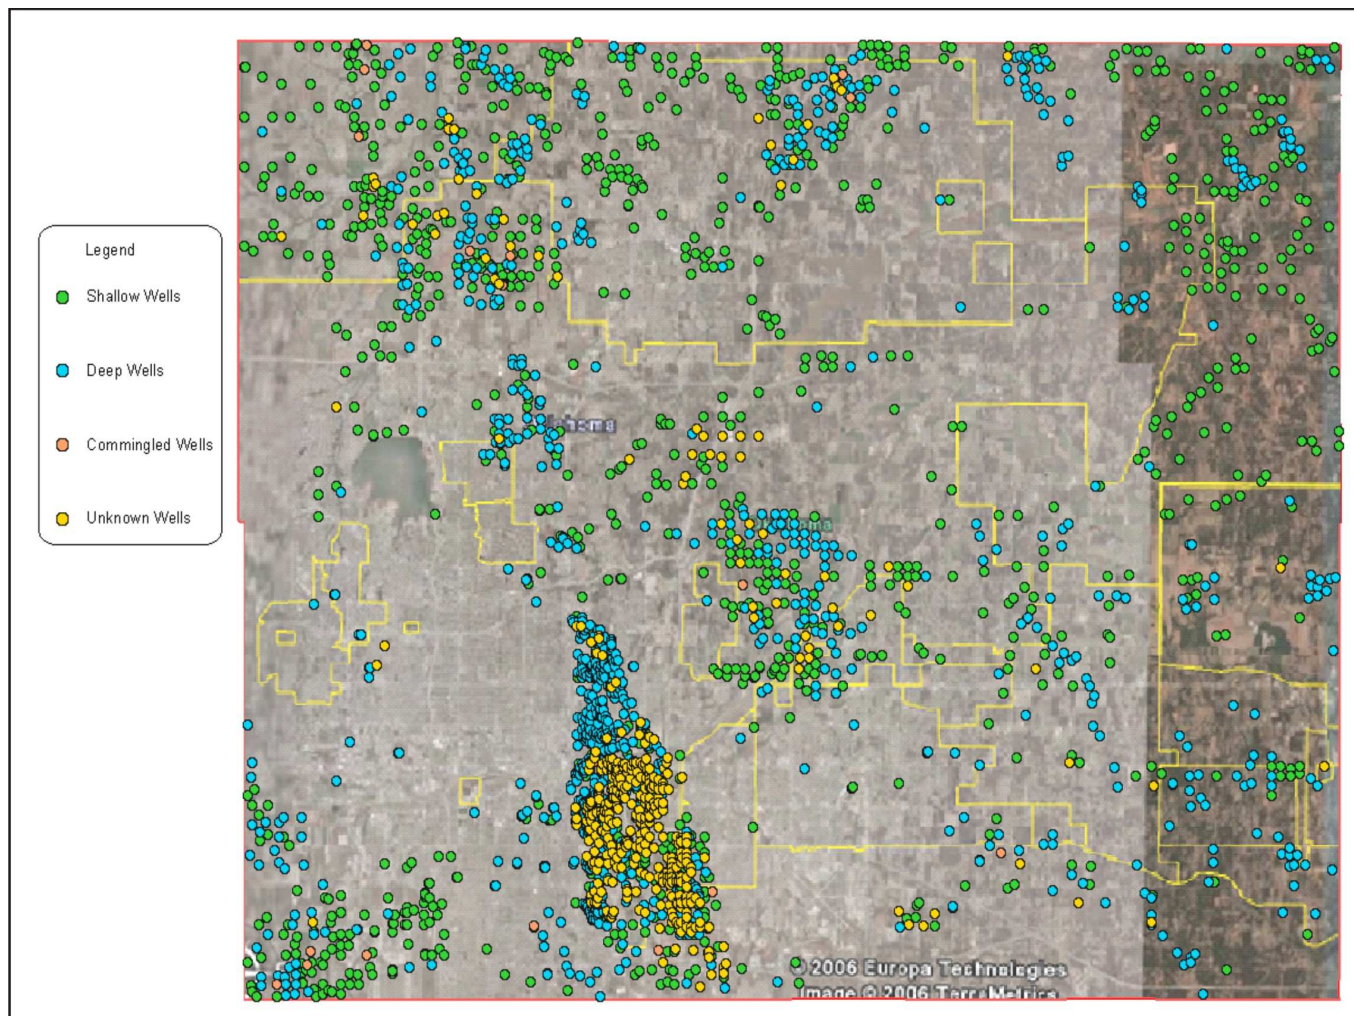 Legend
Shallow Wells
Deep Wells
Commingled Wells
Unknown Wells
© 2006 Europa Technologies
Image © 2006 TerraMetrics